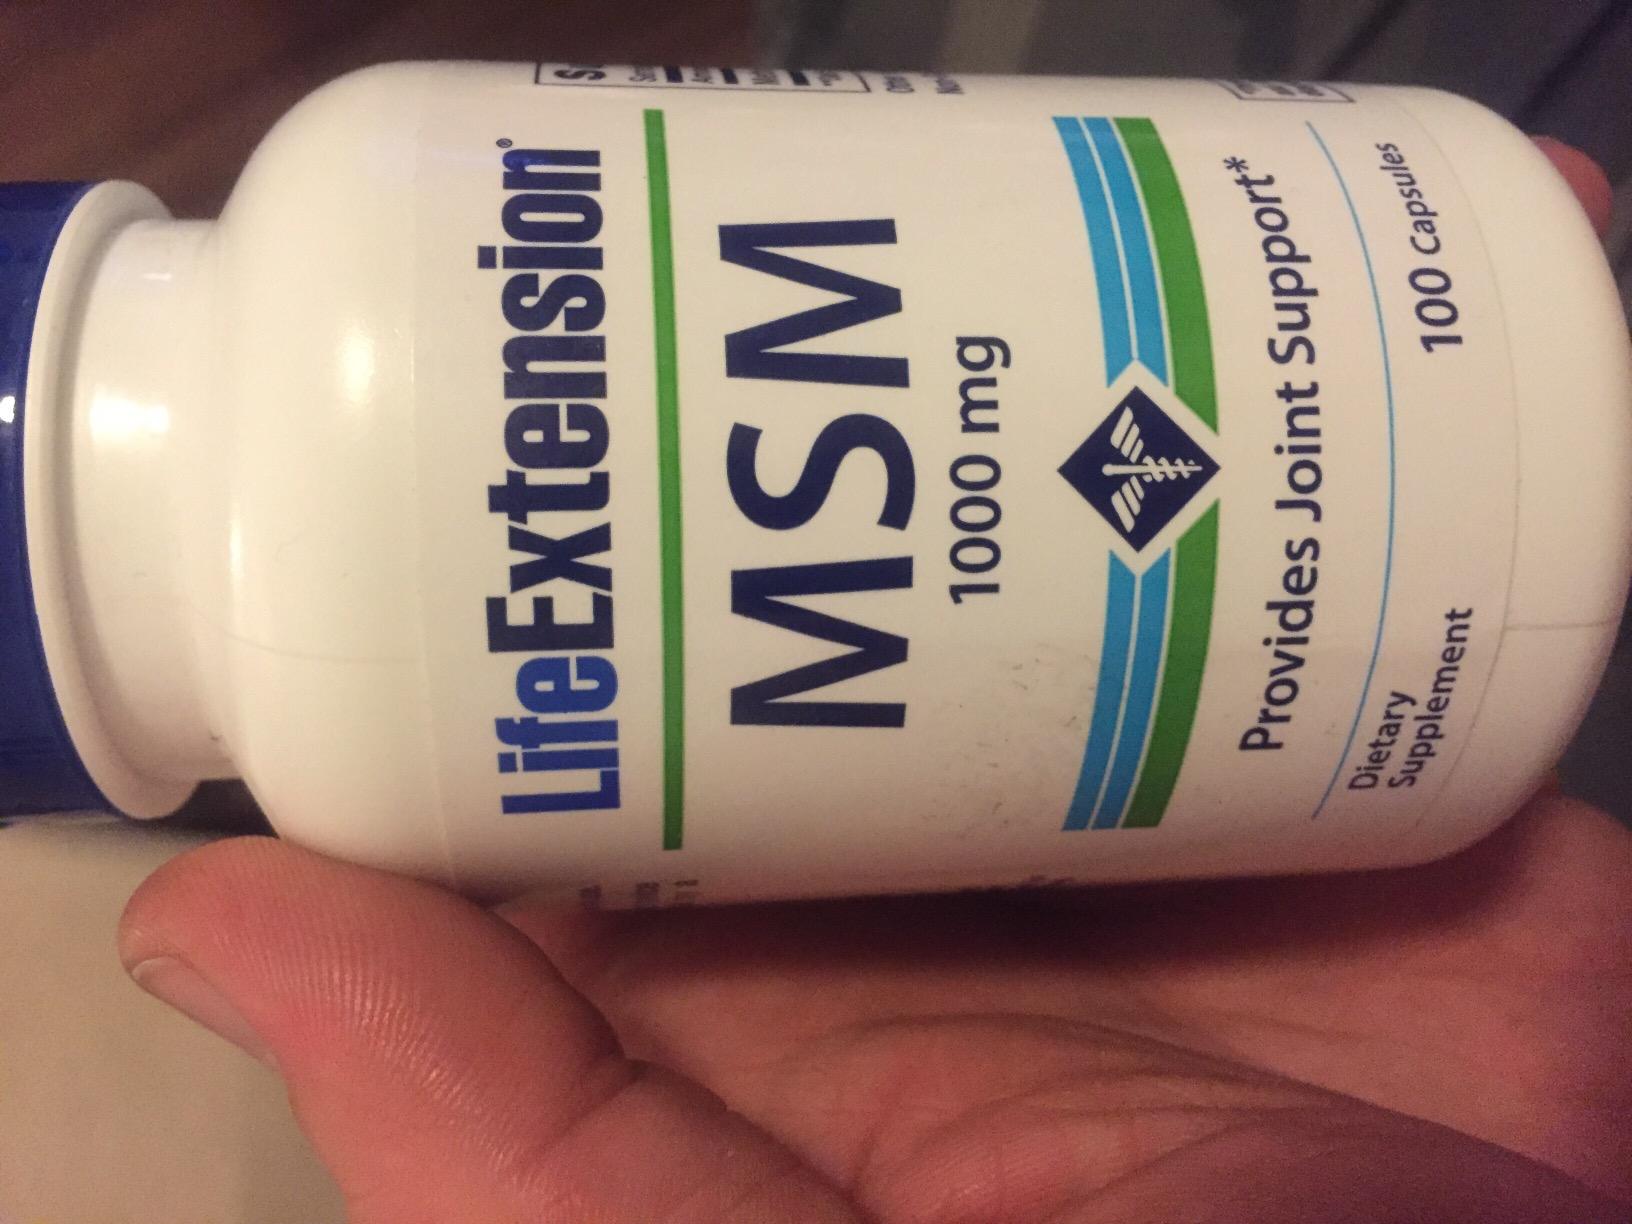 LifeExtension®
MSM
1000 mg
Provides Joint Support*
Dietary
Supplement
100 Capsules